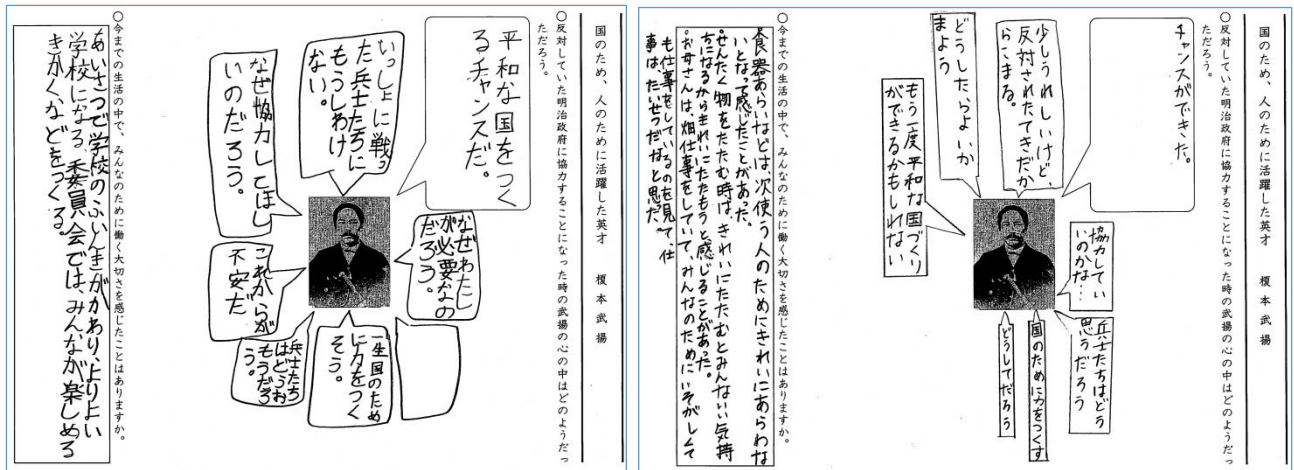 国のため、人のために活躍した英才　榎本武揚
〇反対していた明治政府に協力することになった時の武揚の心の中はどのようだっ
ただろう。
平和な国をつく
るチャンスだ。
いっしょに戦っ
た兵士たちに
もうしわけ
ない。
なぜ協力してほし
いのだろう。
なぜわたし
が必要なの
だろう。
これからが
不安だ
一生国のため
に力をつく
そう。
兵士たち
はどうお
もうだろ
う。
〇今までの生活の中で、みんなのために働く大切さを感じたことはありますか。
あいさつで学校のふんいきがかわり、よりよい
学校になる。委員会では、みんなが楽しめる
きかくなどをつくる。
国のため、人のために活躍した英才　榎本武揚
〇反対していた明治政府に協力することになった時の武揚の心の中はどのようだっ
ただろう。
チャンスができた。
少しうれしいけど、
反対されたてきだか
らこまる。
どうしたらよいか
まよう
もう一度平和な国づくり
ができるかもしれない
協力してい
いのかな…
兵士たちはどう
思うだろう
国のために力をつくす
どうしてだろう
〇今までの生活の中で、みんなのために働く大切さを感じたことはありますか。
食器あらいなどは、次使う人のためにきれいにあらわな
いとなって感じたことがあった。
せんたく物をたたむ時は、きれいにたたむとみんないい気持
ちになるからきれいにたたもうと感じることがあった。
お母さんは、畑仕事をしていて、みんなのためにいそがしくて
も仕事をしているのを見て、仕
事はたいせつだなと思った。